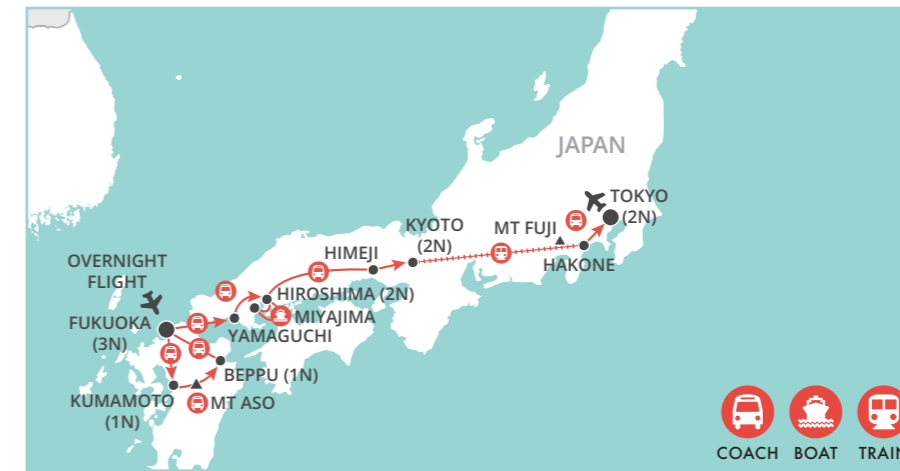 JAPAN
TOKYO
(2N)
MT FUJI
HAKONE
KYOTO
(2N)
HIMEJI
HIROSHIMA (2N)
MIYAJIMA
YAMAGUCHI
OVERNIGHT
FLIGHT
FUKUOKA
(3N)
BEPPU (1N)
MT ASO
KUMAMOTO
(1N)
COACH
BOAT
TRAIN